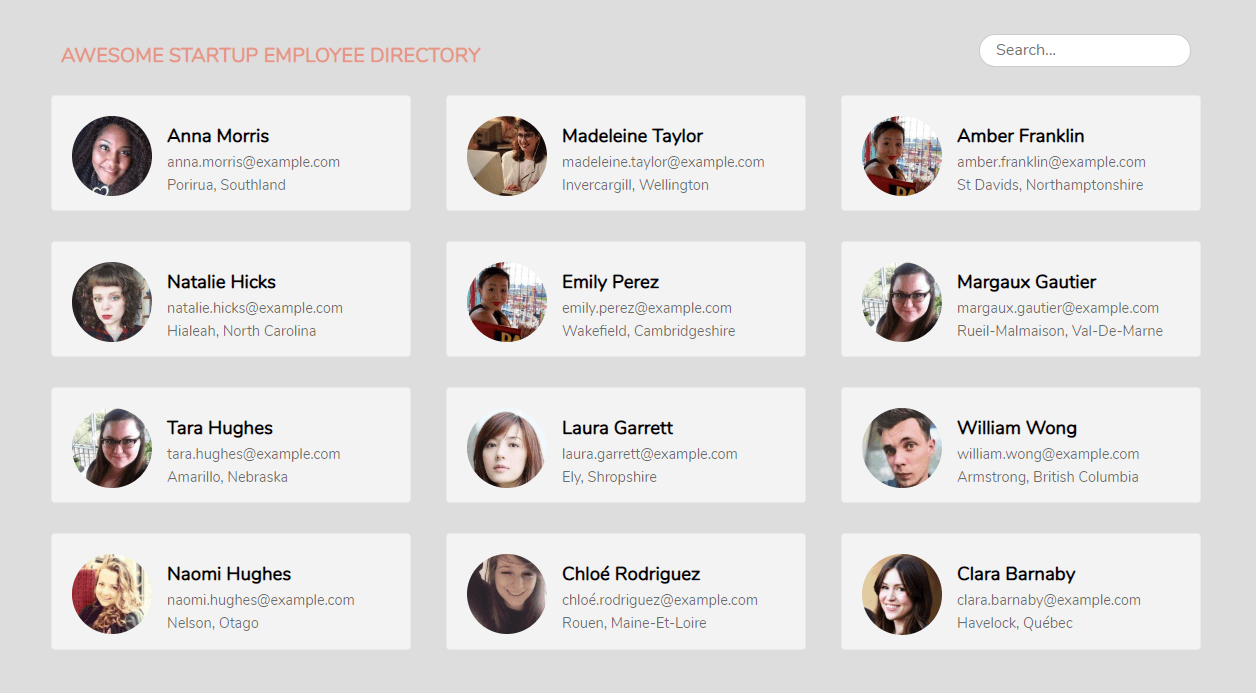 AWESOME STARTUP EMPLOYEE DIRECTORY
Search...
Anna Morris
anna.morris@example.com
Porirua, Southland
Madeleine Taylor
madeleine.taylor@example.com
Invercargill, Wellington
Amber Franklin
amber.franklin@example.com
St Davids, Northamptonshire
Natalie Hicks
natalie.hicks@example.com
Hialeah, North Carolina
Emily Perez
emily.perez@example.com
Wakefield, Cambridgeshire
Margaux Gautier
margaux.gautier@example.com
Rueil-Malmaison, Val-De-Marne
Tara Hughes
tara.hughes@example.com
Amarillo, Nebraska
Laura Garrett
laura.garrett@example.com
Ely, Shropshire
William Wong
william.wong@example.com
Armstrong, British Columbia
Naomi Hughes
naomi.hughes@example.com
Nelson, Otago
Chloé Rodriguez
chloé.rodriguez@example.com
Rouen, Maine-Et-Loire
Clara Barnaby
clara.barnaby@example.com
Havelock, Québec